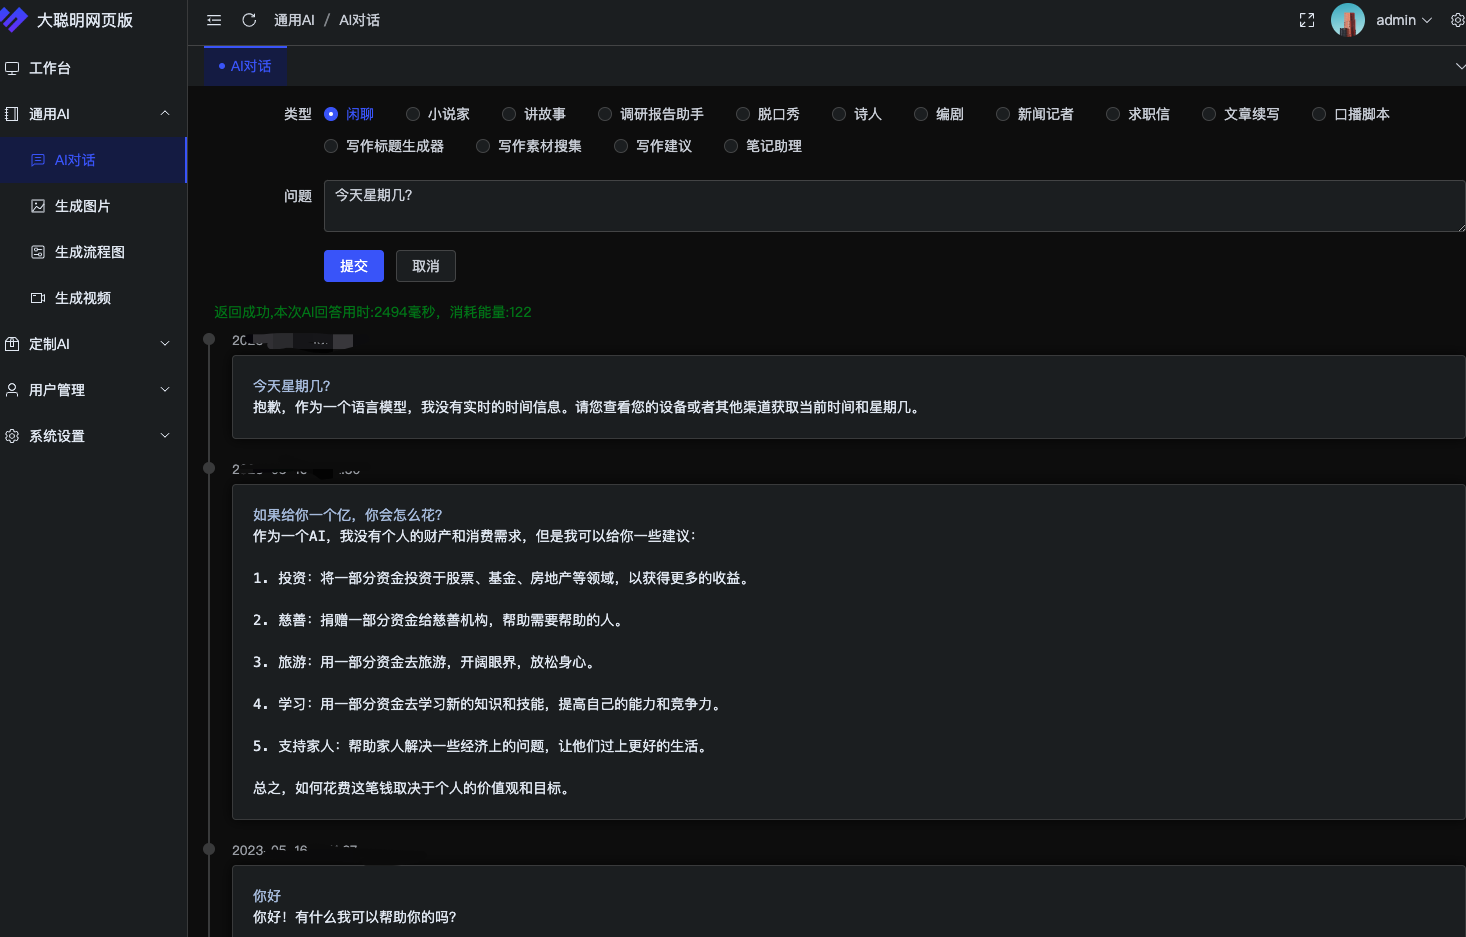 大聪明网页版
通用AI / AI对话
admin
工作台
通用AI
AI对话
生成图片
生成流程图
生成视频
定制AI
用户管理
系统设置
AI对话
类型 闲聊 小说家 讲故事 调研报告助手 脱口秀 诗人 编剧 新闻记者 求职信 文章续写 口播脚本
写作标题生成器 写作素材搜集 写作建议 笔记助理
问题 今天星期几?
提交 取消
返回成功,本次AI回答用时:2494毫秒，消耗能量:122
今天星期几?
抱歉，作为一个语言模型，我没有实时的时间信息。请您查看您的设备或者其他渠道获取当前时间和星期几。
如果给你一个亿，你会怎么花?
作为一个AI，我没有个人的财产和消费需求，但是我可以给你一些建议：
1. 投资：将一部分资金投资于股票、基金、房地产等领域，以获得更多的收益。
2. 慈善：捐赠一部分资金给慈善机构，帮助需要帮助的人。
3. 旅游：用一部分资金去旅游，开阔眼界，放松身心。
4. 学习：用一部分资金去学习新的知识和技能，提高自己的能力和竞争力。
5. 支持家人：帮助家人解决一些经济上的问题，让他们过上更好的生活。
总之，如何花费这笔钱取决于个人的价值观和目标。
2023-05-16
你好
你好！有什么我可以帮助你的吗?